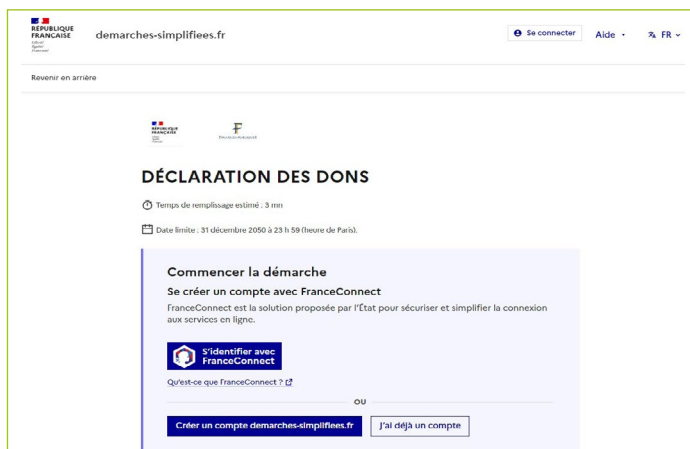 RÉPUBLIQUE
FRANÇAISE
Liberté
Égalité
Fraternité
demarches-simplifiees.fr
Se connecter
Aide
FR
Revenir en arrière
RÉPUBLIQUE
FRANÇAISE
DÉCLARATION DES DONS
Temps de remplissage estimé : 3 mn
Date limite : 31 décembre 2050 à 23 h 59 (heure de Paris).
Commencer la démarche
Se créer un compte avec FranceConnect
FranceConnect est la solution proposée par l'État pour sécuriser et simplifier la connexion
aux services en ligne.
S'identifier avec
FranceConnect
Qu'est-ce que FranceConnect ?
OU
Créer un compte demarches-simplifiees.fr
J'ai déjà un compte